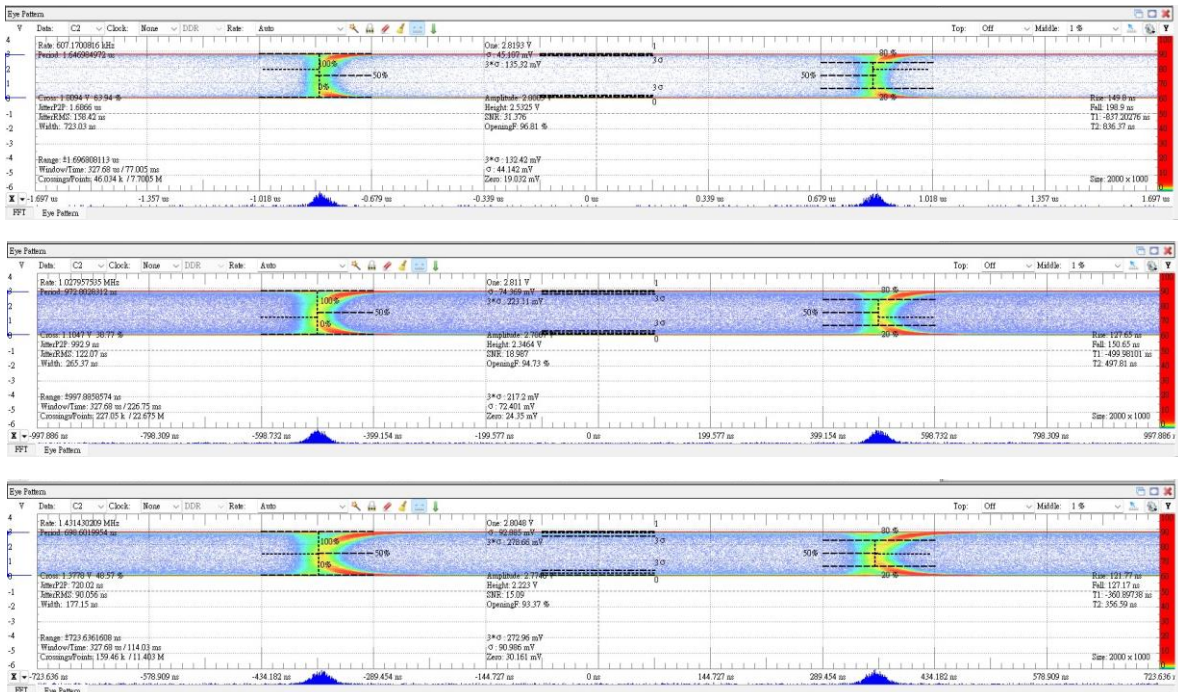 Eye Pattern
Data: C2 Clock: None DDR Rate: Auto Top: Off Middle: 1 %
Rate: 607.1700816 kHz One: 2.8193 V 1
Period: 1.646984972 us σ: 45.107 mV 80 %
3*σ: 135.32 mV 3σ
100%
50% 50%
0% 3σ
Cross: 1.8094 V 63.94 % 0 20 %
JitterP2P: 1.6866 us Height: 2.5325 V Rise: 149.8 ns
JitterRMS: 158.42 ns SNR: 31.376 Fall: 198.9 ns
Width: 723.03 ns OpeningF: 96.81 % T1: -837.20276 ns
T2: 836.37 ns
Range: ±1.696808113 us 3*σ: 132.42 mV
Window/Time: 327.68 us / 77.005 ms σ: 44.142 mV
Crossings/Points: 46.034 k / 7.7005 M Zero: 19.032 mV Size: 2000 x 1000
X -1.697 us -1.357 us -1.018 us -0.679 us -0.339 us 0 us 0.339 us 0.679 us 1.018 us 1.357 us 1.697 us
FFT Eye Pattern
Eye Pattern
Data: C2 Clock: None DDR Rate: Auto Top: Off Middle: 1 %
Rate: 1.027957535 MHz One: 2.811 V 1
Period: 972.8028312 ns σ: 74.369 mV 80 %
3*σ: 223.11 mV 3σ
100%
50% 50%
0% 3σ
Cross: 1.1047 V 38.77 % 0 20 %
JitterP2P: 992.9 ns Height: 2.3464 V Rise: 127.65 ns
JitterRMS: 122.07 ns SNR: 18.987 Fall: 150.65 ns
Width: 265.37 ns OpeningF: 94.73 % T1: -499.98101 ns
T2: 497.81 ns
Range: ±997.8858574 ns 3*σ: 217.2 mV
Window/Time: 327.68 us / 226.75 ms σ: 72.401 mV
Crossings/Points: 227.05 k / 22.675 M Zero: 24.35 mV Size: 2000 x 1000
X -997.886 ns -798.309 ns -598.732 ns -399.154 ns -199.577 ns 0 ns 199.577 ns 399.154 ns 598.732 ns 798.309 ns 997.886
FFT Eye Pattern
Eye Pattern
Data: C2 Clock: None DDR Rate: Auto Top: Off Middle: 1 %
Rate: 1.431430209 MHz One: 2.8048 V 1
Period: 698.6019954 ns σ: 92.885 mV 80 %
3*σ: 278.66 mV 3σ
100%
50% 50%
0% 3σ
Cross: 1.3778 V 48.57 % 0 20 %
JitterP2P: 720.02 ns Height: 2.223 V Rise: 121.77 ns
JitterRMS: 90.056 ns SNR: 15.09 Fall: 127.17 ns
Width: 177.15 ns OpeningF: 93.37 % T1: -360.89738 ns
T2: 356.59 ns
Range: ±723.6361608 ns 3*σ: 272.96 mV
Window/Time: 327.68 us / 114.03 ms σ: 90.986 mV
Crossings/Points: 159.46 k / 11.403 M Zero: 30.161 mV Size: 2000 x 1000
X -723.636 ns -578.909 ns -434.182 ns -289.454 ns -144.727 ns 0 ns 144.727 ns 289.454 ns 434.182 ns 578.909 ns 723.636
FFT Eye Pattern